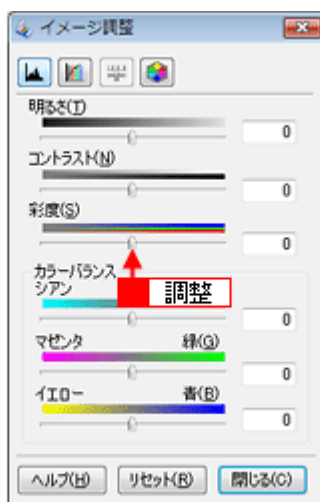 イメージ調整
明るさ(T)
0
コントラスト(N)
0
彩度(S)
0
カラーバランス
シアン
調整
0
マゼンタ 緑(G)
0
イエロー 青(B)
0
ヘルプ(H) リセット(R) 閉じる(C)